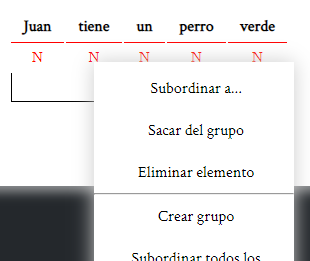 Juan tiene un perro verde
N N N N N
Subordinar a...
Sacar del grupo
Eliminar elemento
Crear grupo
Subordinar todos los